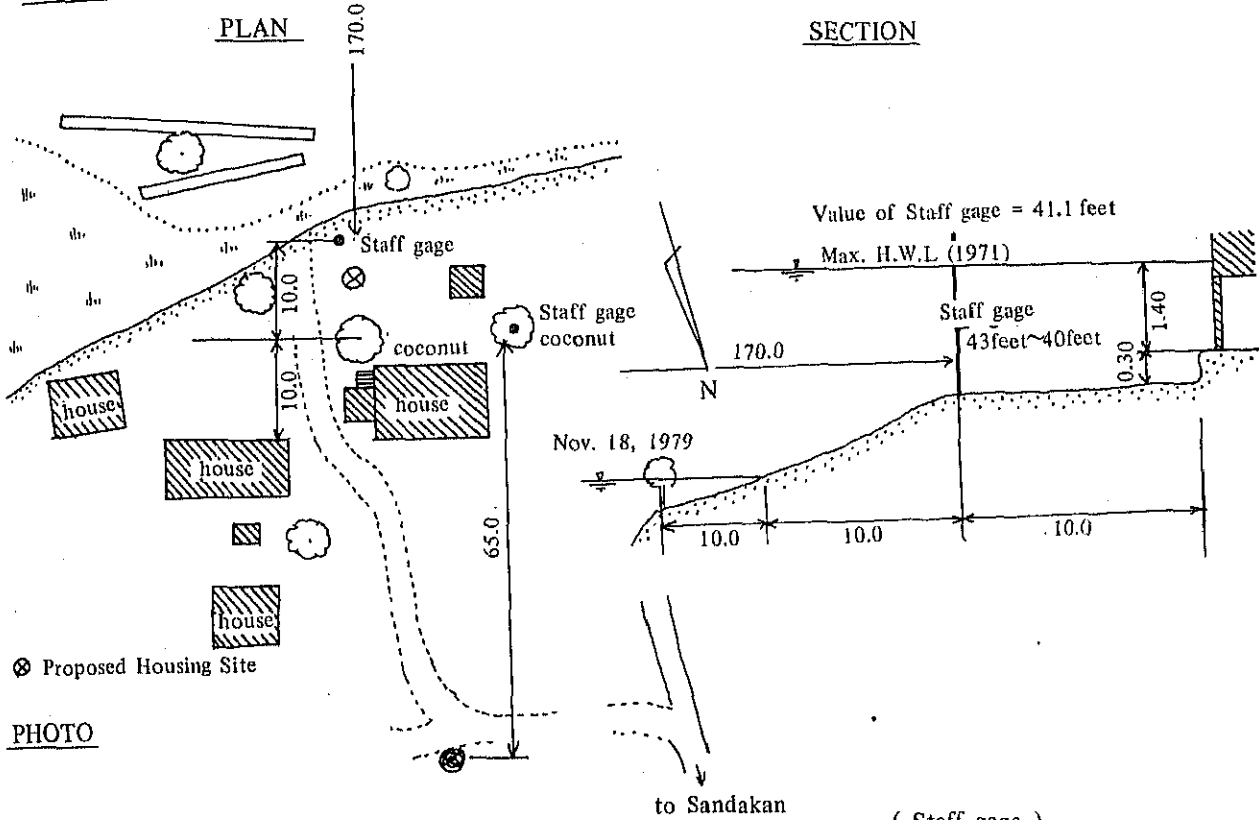 PLAN
170.0
SECTION
Staff gage
10.0
coconut
Staff gage
coconut
10.0
house
house
house
house
65.0
⊗ Proposed Housing Site
PHOTO
N
170.0
Value of Staff gage = 41.1 feet
Max. H.W.L (1971)
Staff gage
43feet~40feet
1.40
0.30
Nov. 18, 1979
10.0
10.0
10.0
to Sandakan
( Staff gage )